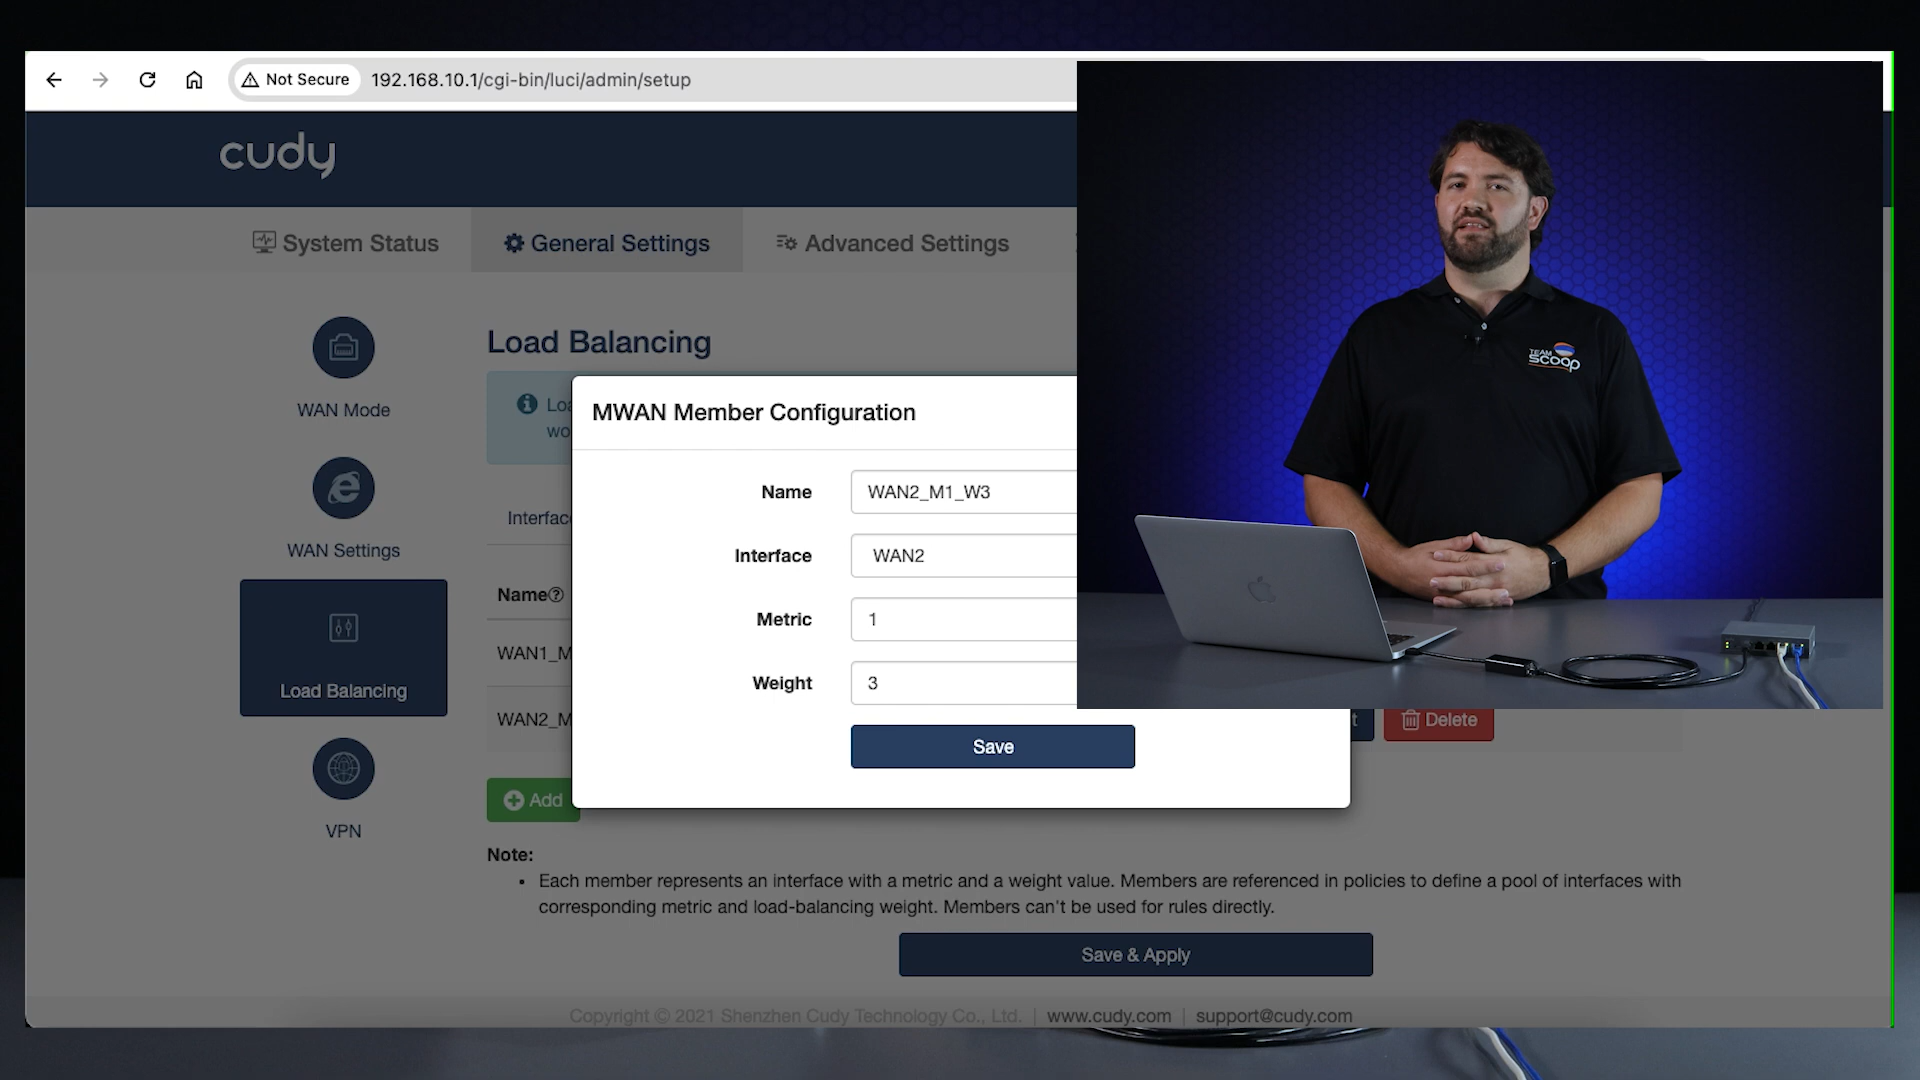 Not Secure 192.168.10.1/cgi-bin/luci/admin/setup
cudy
System Status
General Settings
Advanced Settings
WAN Mode
WAN Settings
Load Balancing
VPN
Load Balancing
Name
MWAN Member Configuration
Name WAN2_M1_W3
Interface WAN2
Metric 1
Weight 3
Save
Delete
Add
Note:
Each member represents an interface with a metric and a weight value. Members are referenced in policies to define a pool of interfaces with
corresponding metric and load-balancing weight. Members can't be used for rules directly.
Save & Apply
Copyright © 2021 Shenzhen Cudy Technology Co., Ltd. | www.cudy.com | support@cudy.com
TEAM
SCOOP